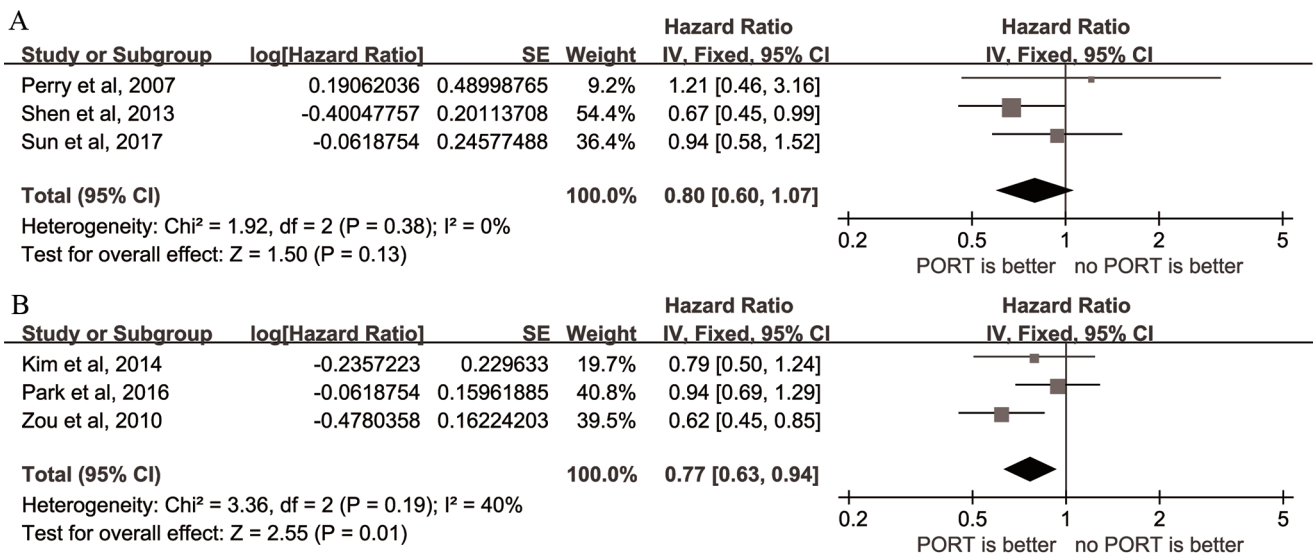 A
Hazard Ratio Hazard Ratio
Study or Subgroup log[Hazard Ratio] SE Weight IV, Fixed, 95% CI IV, Fixed, 95% CI
Perry et al, 2007 0.19062036 0.48998765 9.2% 1.21 [0.46, 3.16]
Shen et al, 2013 -0.40047757 0.20113708 54.4% 0.67 [0.45, 0.99]
Sun et al, 2017 -0.0618754 0.24577488 36.4% 0.94 [0.58, 1.52]
Total (95% CI) 100.0% 0.80 [0.60, 1.07]
Heterogeneity: Chi² = 1.92, df = 2 (P = 0.38); I² = 0%
Test for overall effect: Z = 1.50 (P = 0.13)
0.2 0.5 1 2 5
PORT is better no PORT is better
B
Hazard Ratio Hazard Ratio
Study or Subgroup log[Hazard Ratio] SE Weight IV, Fixed, 95% CI IV, Fixed, 95% CI
Kim et al, 2014 -0.2357223 0.229633 19.7% 0.79 [0.50, 1.24]
Park et al, 2016 -0.0618754 0.15961885 40.8% 0.94 [0.69, 1.29]
Zou et al, 2010 -0.4780358 0.16224203 39.5% 0.62 [0.45, 0.85]
Total (95% CI) 100.0% 0.77 [0.63, 0.94]
Heterogeneity: Chi² = 3.36, df = 2 (P = 0.19); I² = 40%
Test for overall effect: Z = 2.55 (P = 0.01)
0.2 0.5 1 2 5
PORT is better no PORT is better